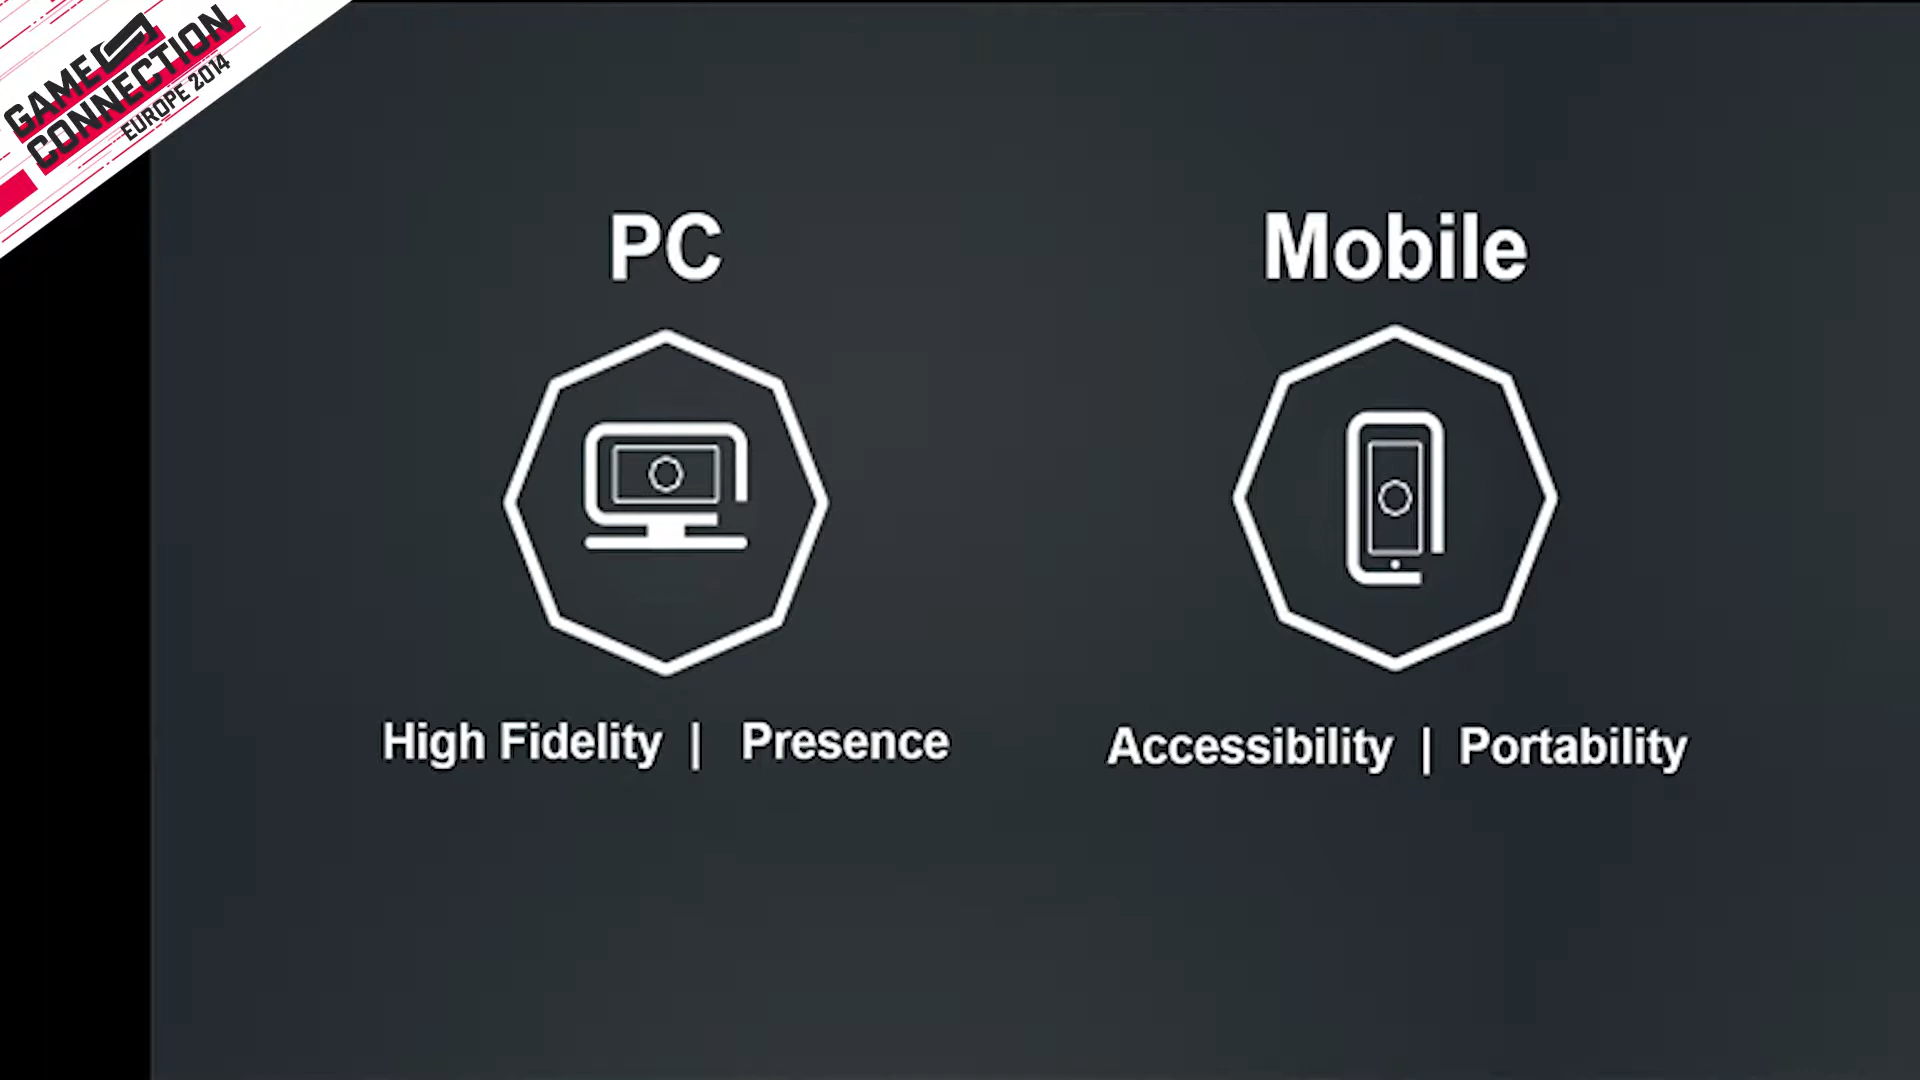 GAME
CONNECTION
EUROPE 2014
PC
Mobile
High Fidelity | Presence
Accessibility | Portability